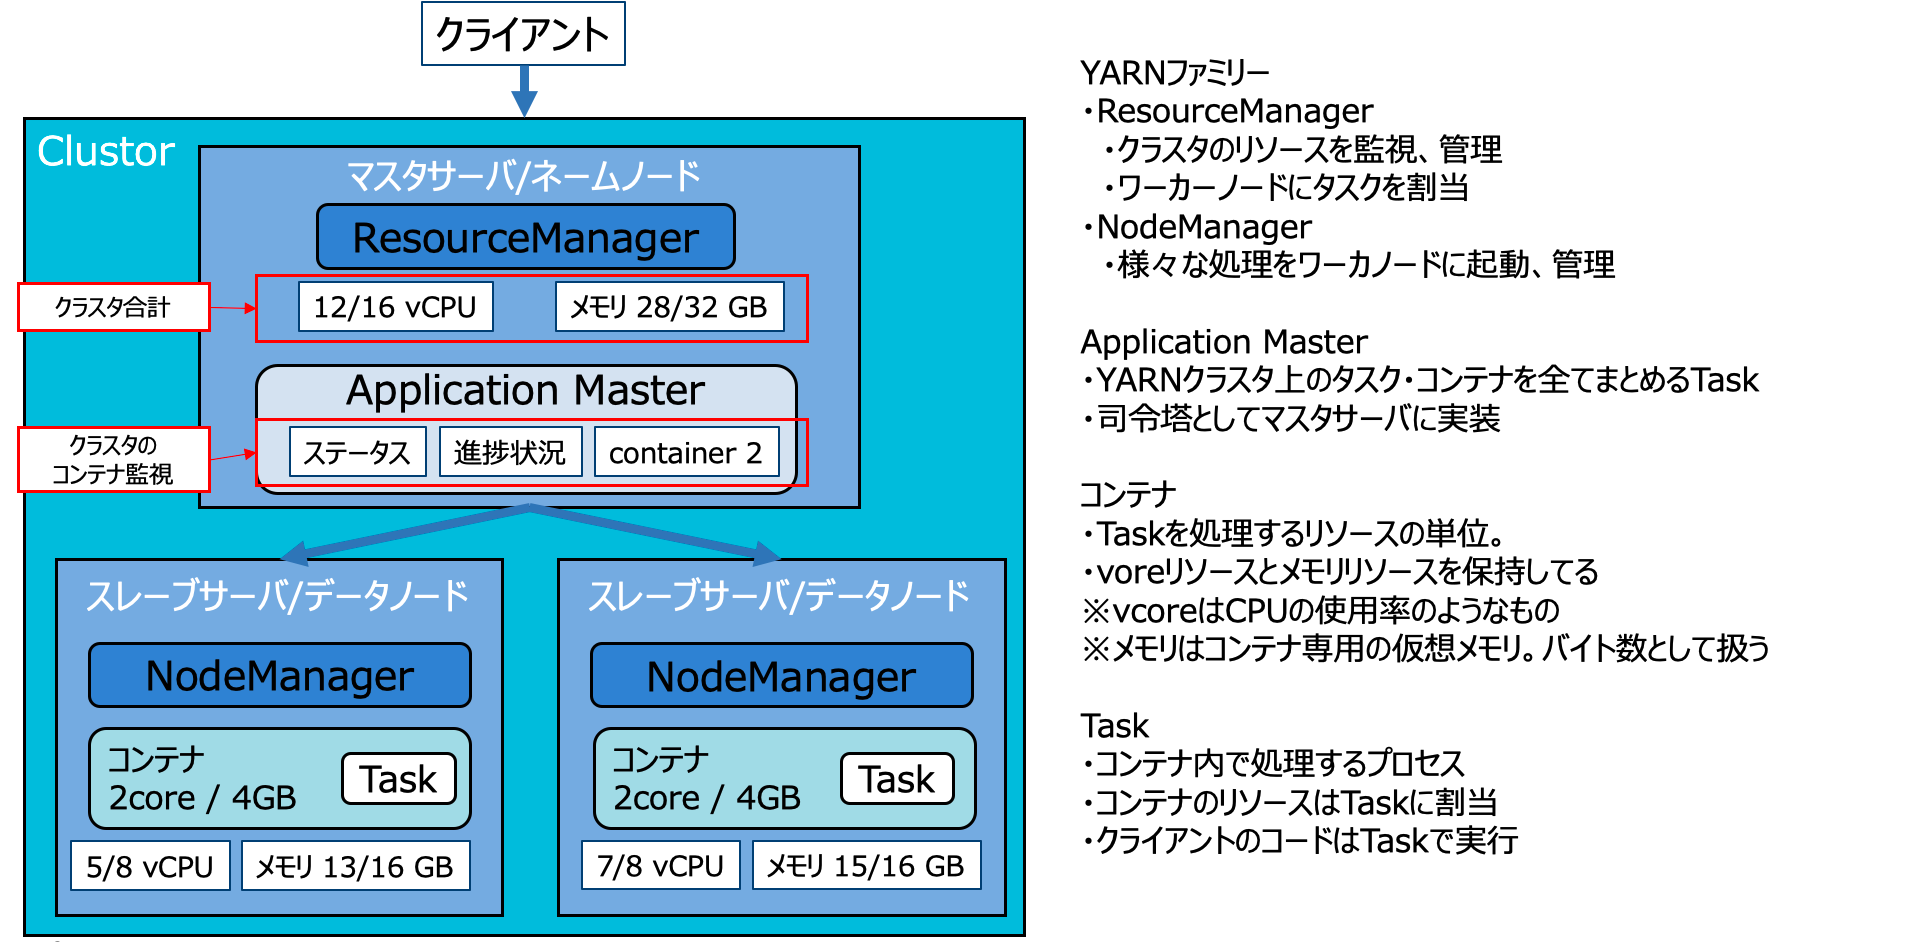 クライアント
Clustor
マスタサーバ/ネームノード
ResourceManager
クラスタ合計
12/16 vCPU
メモリ 28/32 GB
Application Master
クラスタの
コンテナ監視
ステータス
進捗状況
container 2
スレーブサーバ/データノード
NodeManager
コンテナ
2core / 4GB
Task
5/8 vCPU
メモリ 13/16 GB
スレーブサーバ/データノード
NodeManager
コンテナ
2core / 4GB
Task
7/8 vCPU
メモリ 15/16 GB
YARNファミリー
・ResourceManager
・クラスタのリソースを監視、管理
・ワーカーノードにタスクを割当
・NodeManager
・様々な処理をワーカノードに起動、管理
Application Master
・YARNクラスタ上のタスク・コンテナを全てまとめるTask
・司令塔としてマスタサーバに実装
コンテナ
・Taskを処理するリソースの単位。
・voreリソースとメモリリソースを保持してる
※vcoreはCPUの使用率のようなもの
※メモリはコンテナ専用の仮想メモリ。バイト数として扱う
Task
・コンテナ内で処理するプロセス
・コンテナのリソースはTaskに割当
・クライアントのコードはTaskで実行